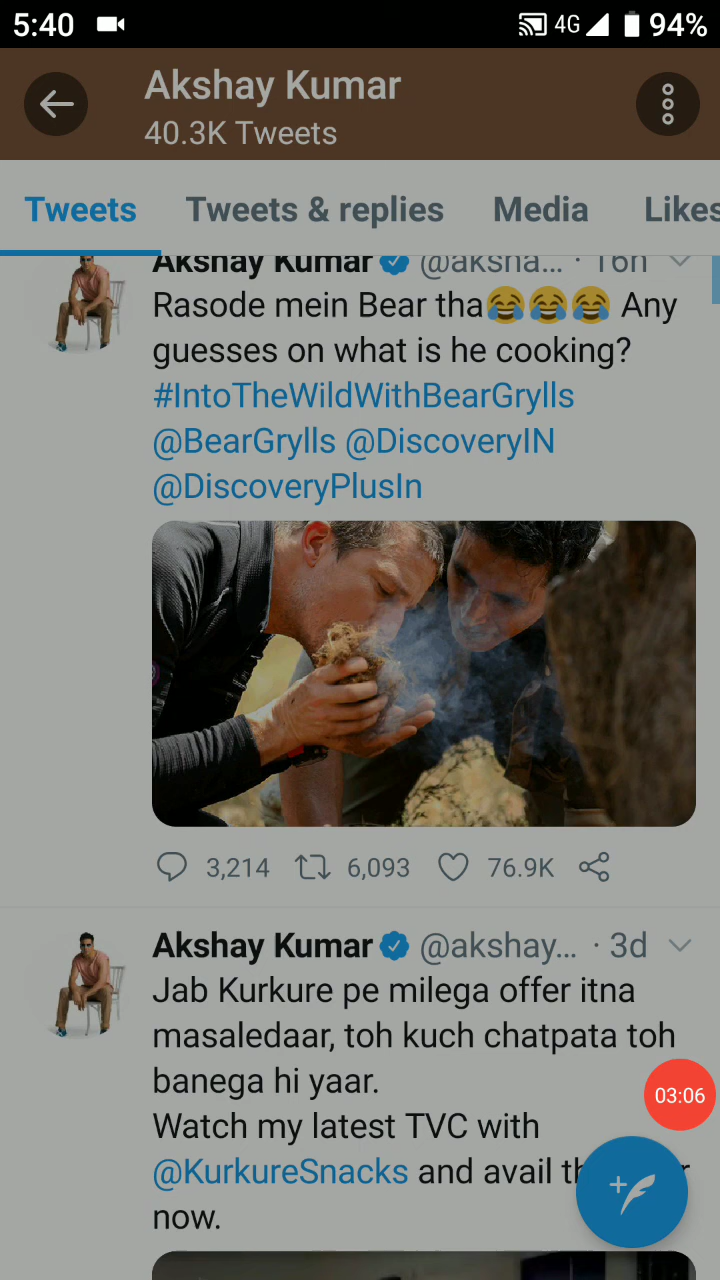 5:40 4G 94%
Akshay Kumar
40.3K Tweets
Tweets Tweets & replies Media Likes
Akshay Kumar @aksha... · 16h
Rasode mein Bear tha😂😂😂 Any
guesses on what is he cooking?
#IntoTheWildWithBearGrylls
@BearGrylls @DiscoveryIN
@DiscoveryPlusIn
3,214 6,093 76.9K
Akshay Kumar @akshay... · 3d
Jab Kurkure pe milega offer itna
masaledaar, toh kuch chatpata toh
banega hi yaar.
03:06
Watch my latest TVC with
@KurkureSnacks and avail
now.